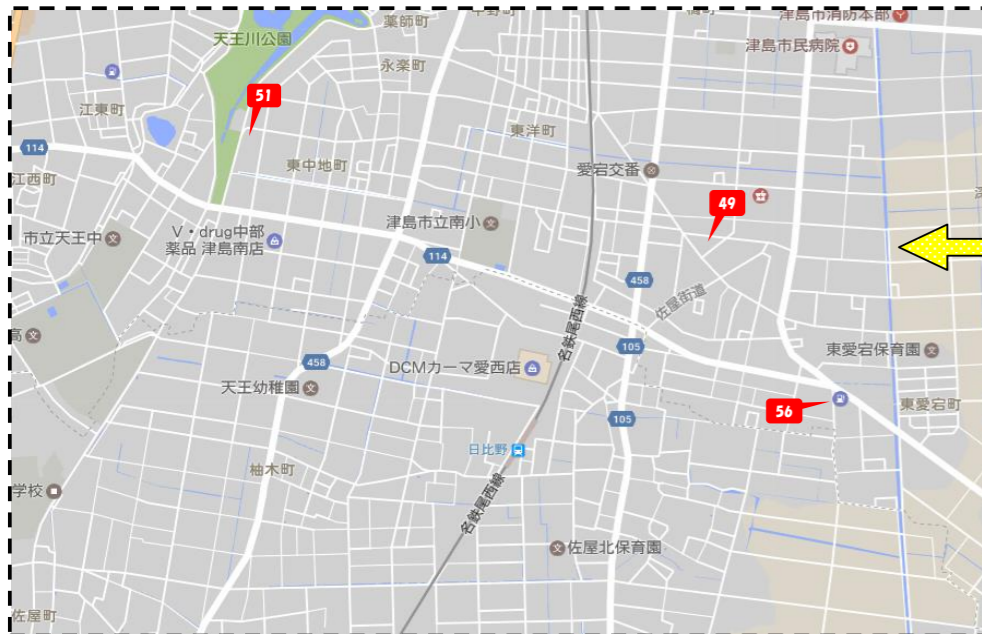 薬師町
津島市消防本部
天王川公園
津島市民病院
永楽町
51
江東町
東洋町
114
東中地町
愛宕交番
江西町
49
津島市立南小
V・drug中部
薬品 津島南店
市立天王中
114
458
佐屋街道
名鉄尾西線
高
105
東愛宕保育園
458
DCMカーマ愛西店
天王幼稚園
56
東愛宕町
105
日比野
柚木町
学校
名鉄尾西線
佐屋北保育園
佐屋町